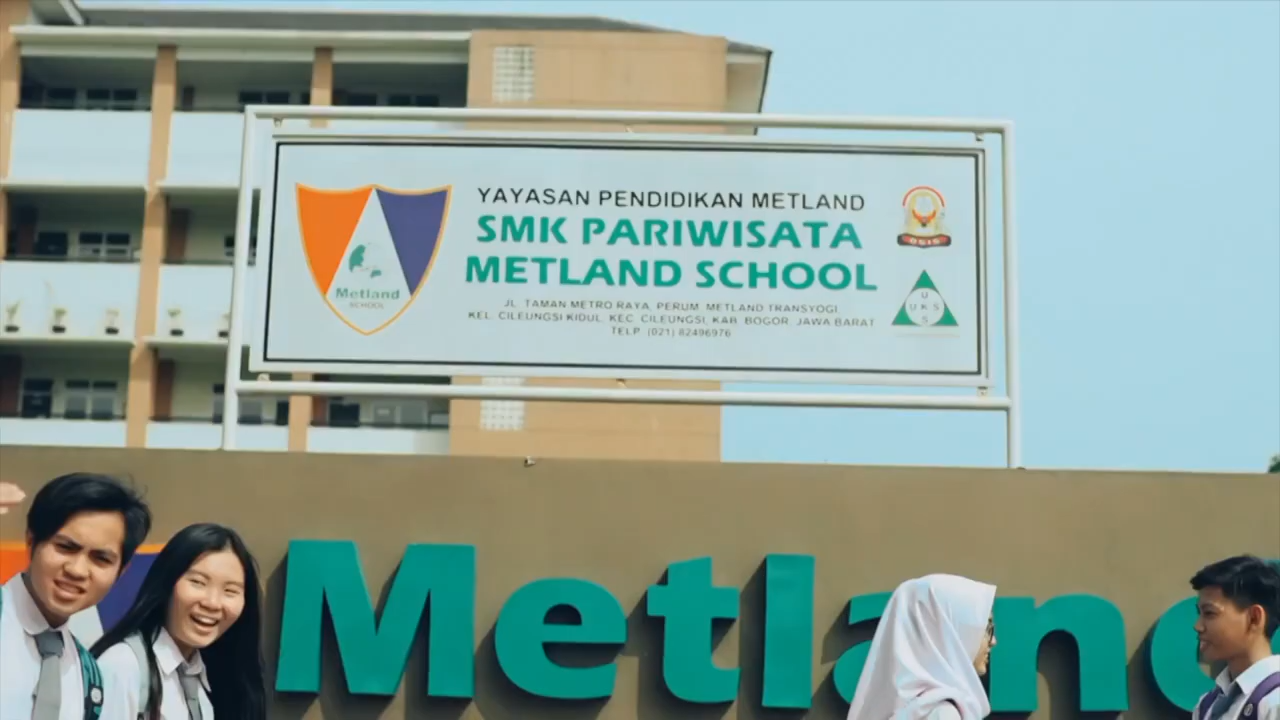 YAYASAN PENDIDIKAN METLAND
SMK PARIWISATA
METLAND SCHOOL
JL. TAMAN METRO RAYA, PERUM. METLAND TRANSYOGI
KEL. CILEUNGSI KIDUL, KEC. CILEUNGSI, KAB. BOGOR, JAWA BARAT
TELP. (021) 82496976
Metland
SCHOOL
OSIS
U
UKS
S
Metland